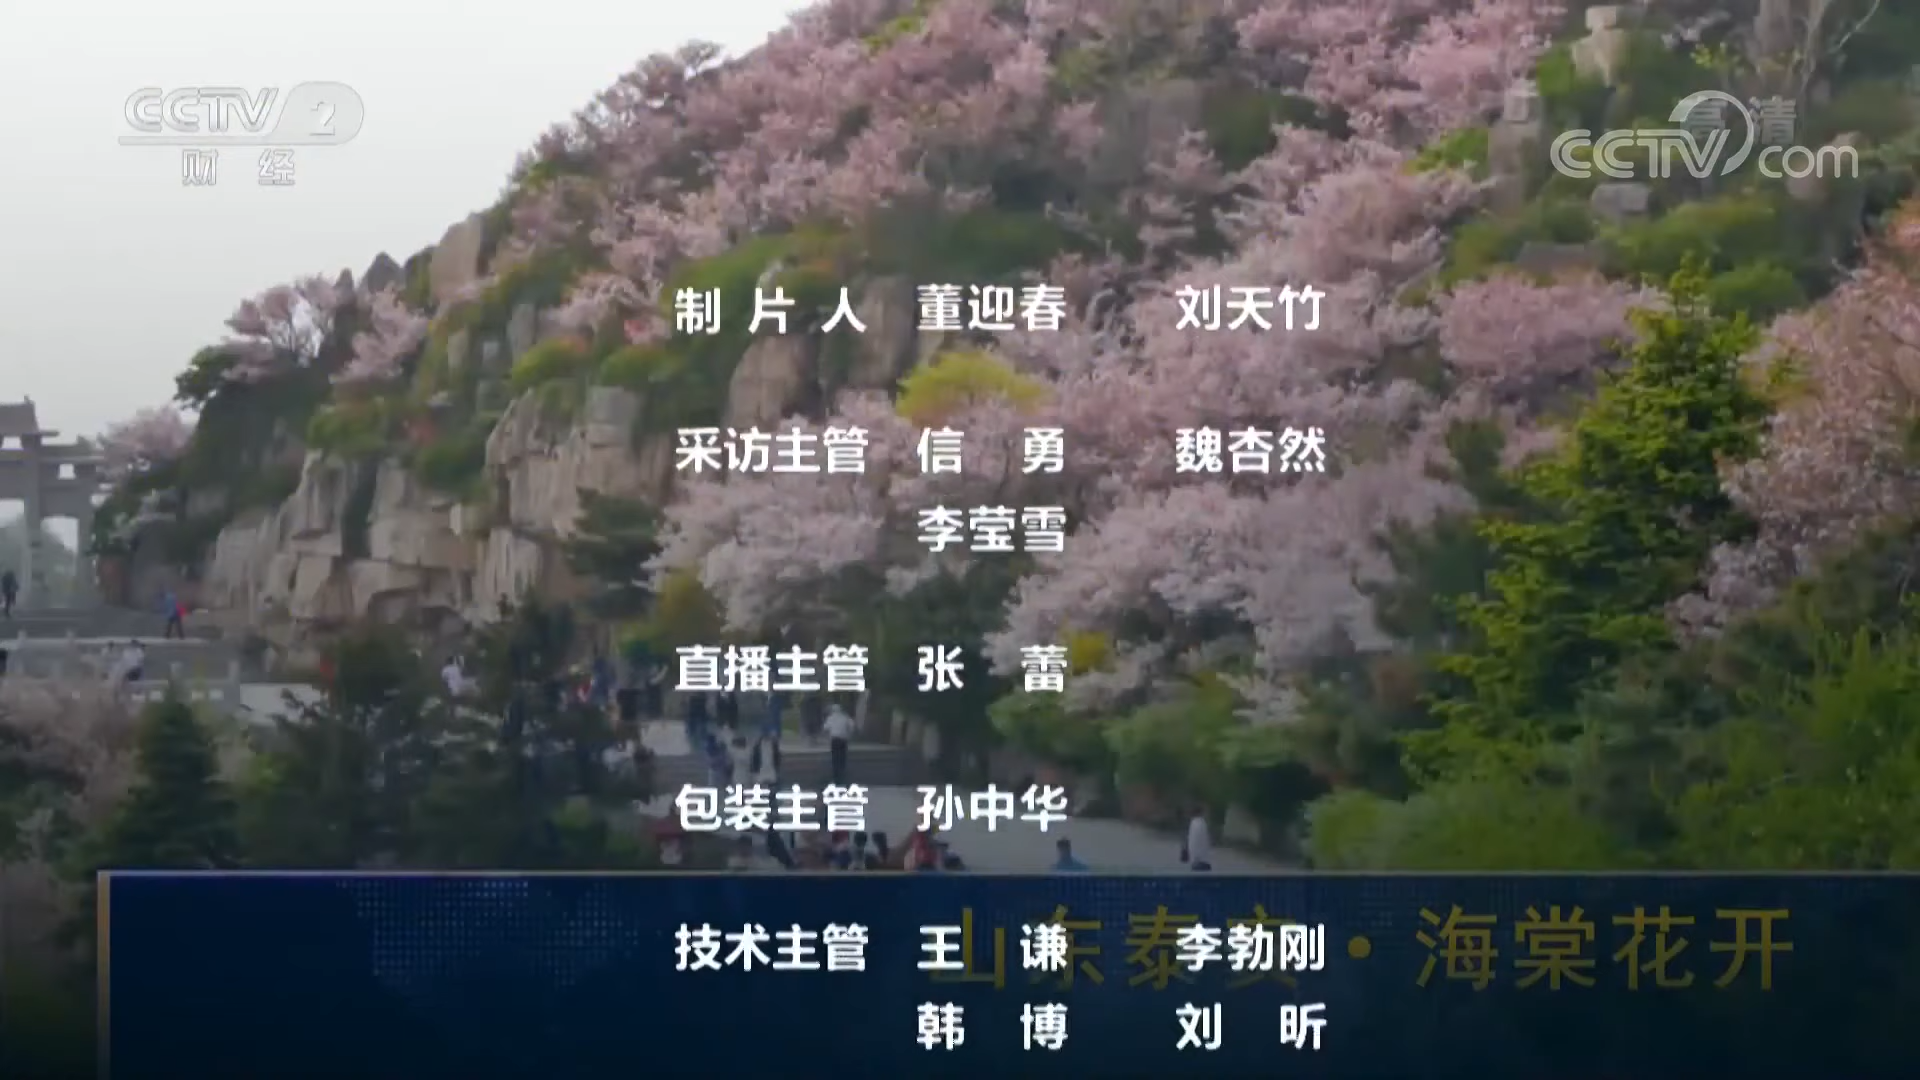 CCTV 2
财 经
高清
CCTV.com
制 片 人 董迎春 刘天竹
采访主管 信 勇 魏杏然
李莹雪
直播主管 张 蕾
包装主管 孙中华
技术主管 王 谦 李勃刚
韩 博 刘 昕
山东泰安·海棠花开